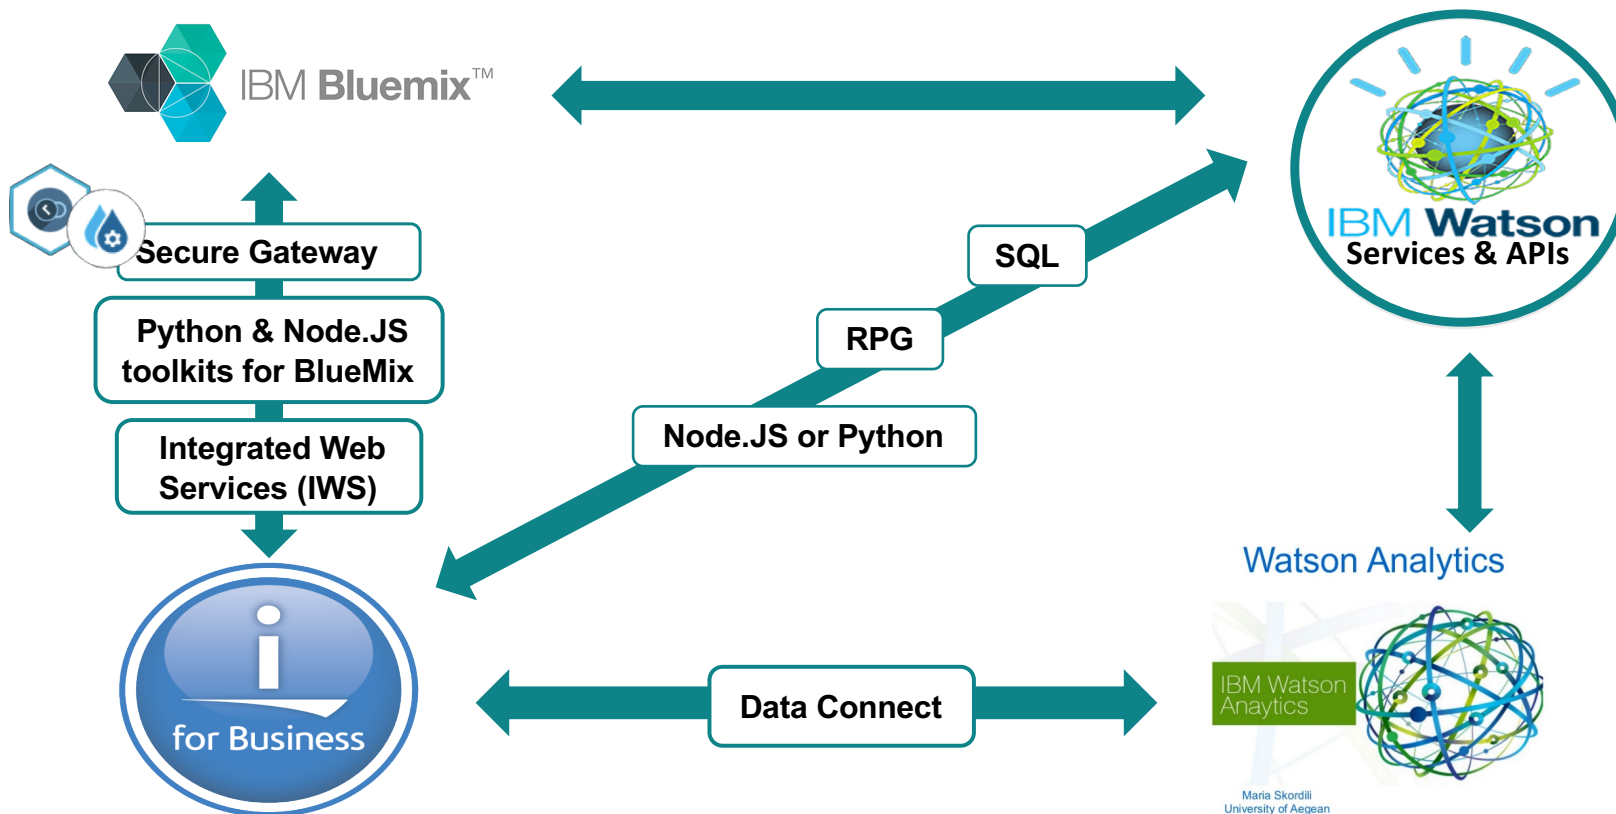 IBM Bluemix™
IBM Watson
Services & APIs
Secure Gateway
SQL
Python & Node.JS
toolkits for BlueMix
RPG
Node.JS or Python
Integrated Web
Services (IWS)
i
for Business
Data Connect
Watson Analytics
IBM Watson
Anaytics
Maria Skordili
University of Aegean